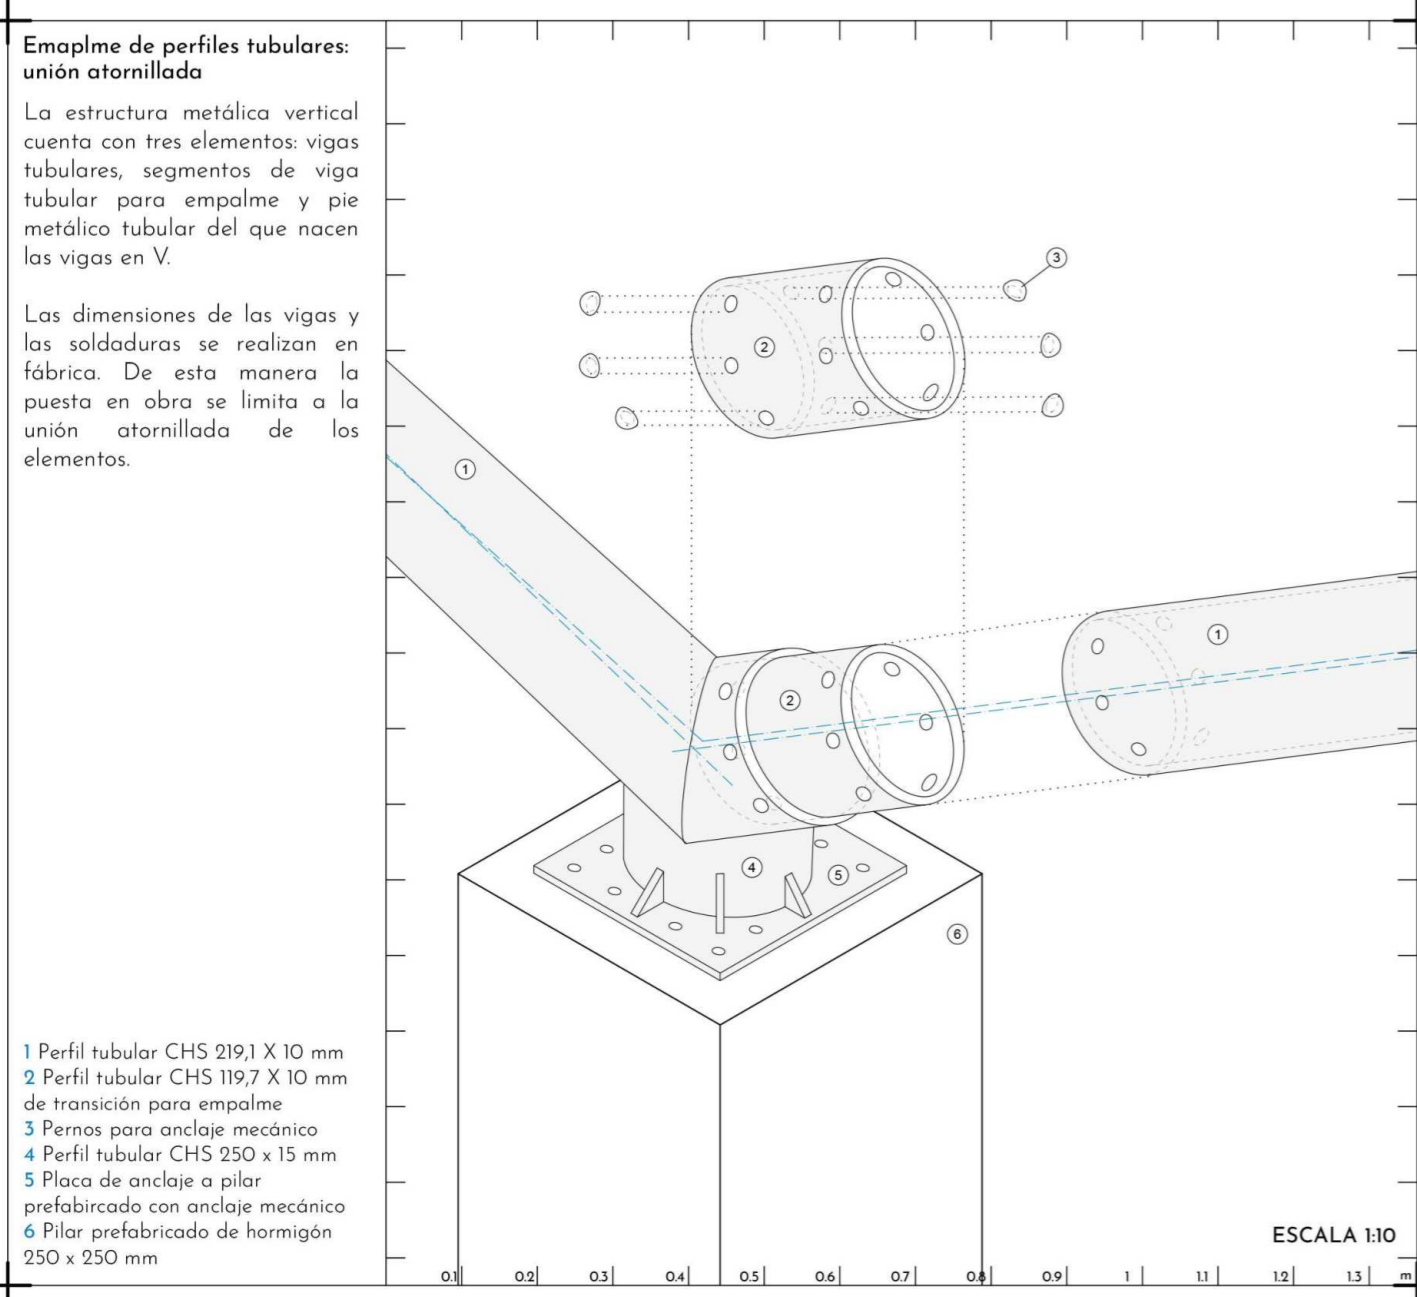 Emaplme de perfiles tubulares:
unión atornillada
La estructura metálica vertical
cuenta con tres elementos: vigas
tubulares, segmentos de viga
tubular para empalme y pie
metálico tubular del que nacen
las vigas en V.
Las dimensiones de las vigas y
las soldaduras se realizan en
fábrica. De esta manera la
puesta en obra se limita a la
unión atornillada de los
elementos.
1 Perfil tubular CHS 219,1 X 10 mm
2 Perfil tubular CHS 119,7 X 10 mm
de transición para empalme
3 Pernos para anclaje mecánico
4 Perfil tubular CHS 250 x 15 mm
5 Placa de anclaje a pilar
prefabircado con anclaje mecánico
6 Pilar prefabricado de hormigón
250 x 250 mm
3
2
1
1
2
4
5
6
ESCALA 1:10
0.1 0.2 0.3 0.4 0.5 0.6 0.7 0.8 0.9 1 1.1 1.2 1.3 m